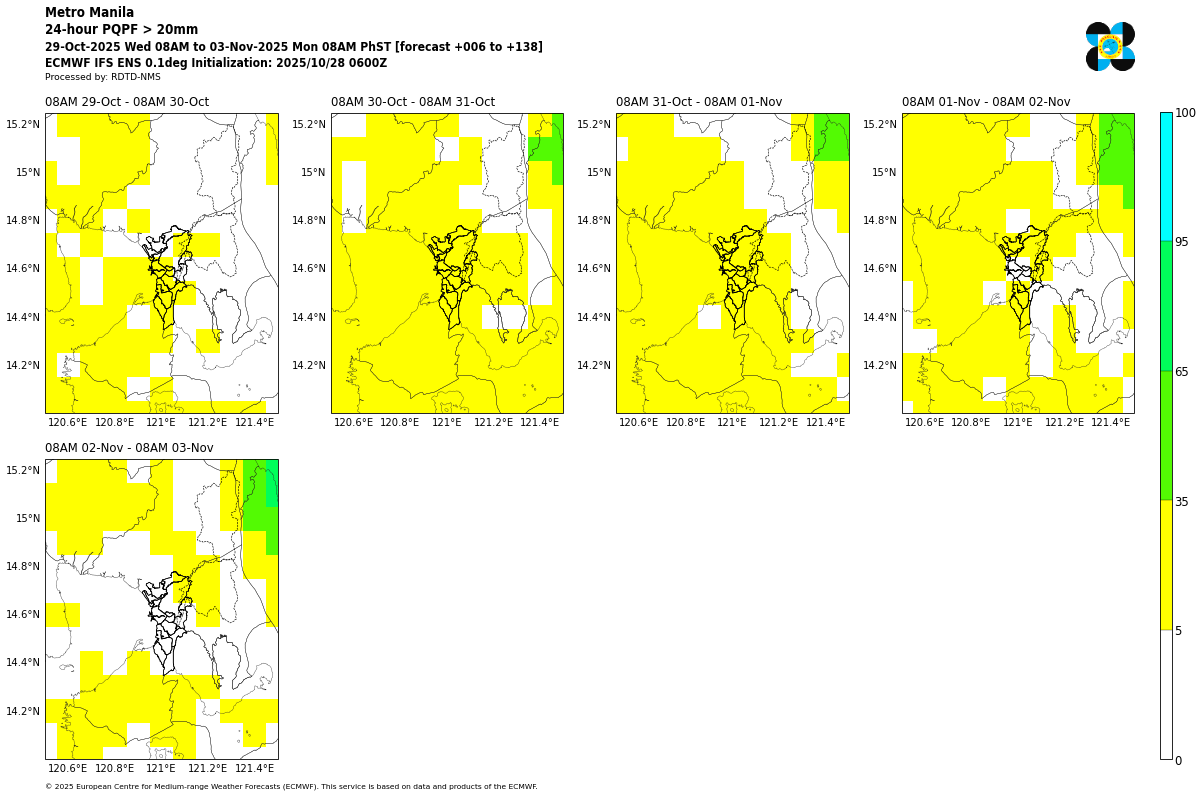 Metro Manila
24-hour PQPF > 20mm
29-Oct-2025 Wed 08AM to 03-Nov-2025 Mon 08AM PhST [forecast +006 to +138]
ECMWF IFS ENS 0.1deg Initialization: 2025/10/28 0600Z
Processed by: RDTD-NMS
08AM 29-Oct - 08AM 30-Oct
08AM 30-Oct - 08AM 31-Oct
08AM 31-Oct - 08AM 01-Nov
08AM 01-Nov - 08AM 02-Nov
15.2°N 15.2°N 15.2°N 15.2°N
15°N 15°N 15°N 15°N
14.8°N 14.8°N 14.8°N 14.8°N
14.6°N 14.6°N 14.6°N 14.6°N
14.4°N 14.4°N 14.4°N 14.4°N
14.2°N 14.2°N 14.2°N 14.2°N
120.6°E 120.8°E 121°E 121.2°E 121.4°E
120.6°E 120.8°E 121°E 121.2°E 121.4°E
120.6°E 120.8°E 121°E 121.2°E 121.4°E
120.6°E 120.8°E 121°E 121.2°E 121.4°E
08AM 02-Nov - 08AM 03-Nov
15.2°N
15°N
14.8°N
14.6°N
14.4°N
14.2°N
120.6°E 120.8°E 121°E 121.2°E 121.4°E
100
95
65
35
5
0
© 2025 European Centre for Medium-range Weather Forecasts (ECMWF). This service is based on data and products of the ECMWF.